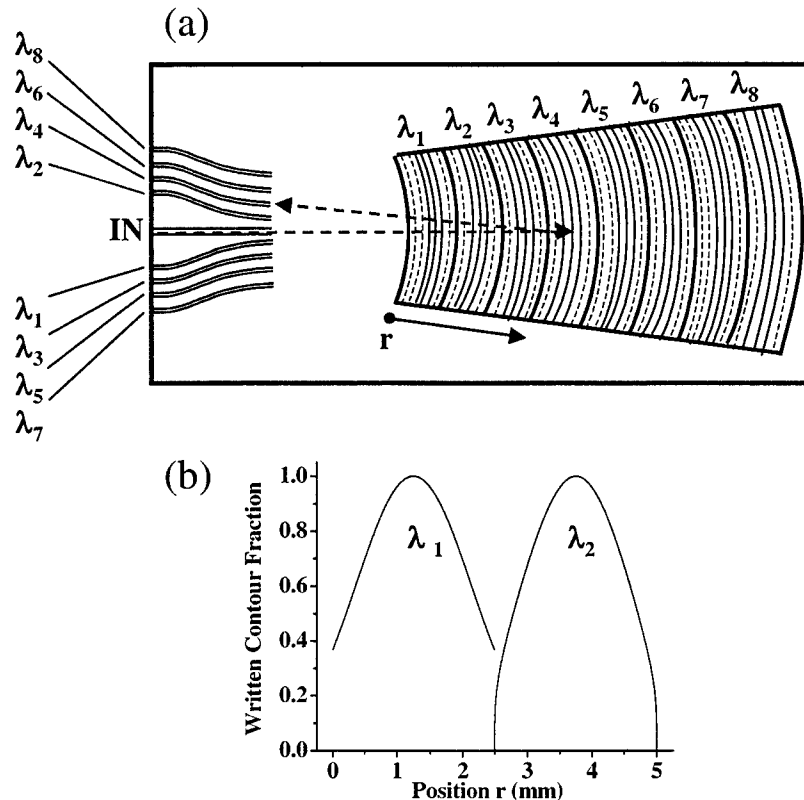 (a)
λ8
λ6
λ4
λ2
IN
λ1
λ3
λ5
λ7
λ1 λ2 λ3 λ4 λ5 λ6 λ7 λ8
r
(b)
Written Contour Fraction
1.0
0.8
0.6
0.4
0.2
0.0
λ1
λ2
0 1 2 3 4 5
Position r (mm)